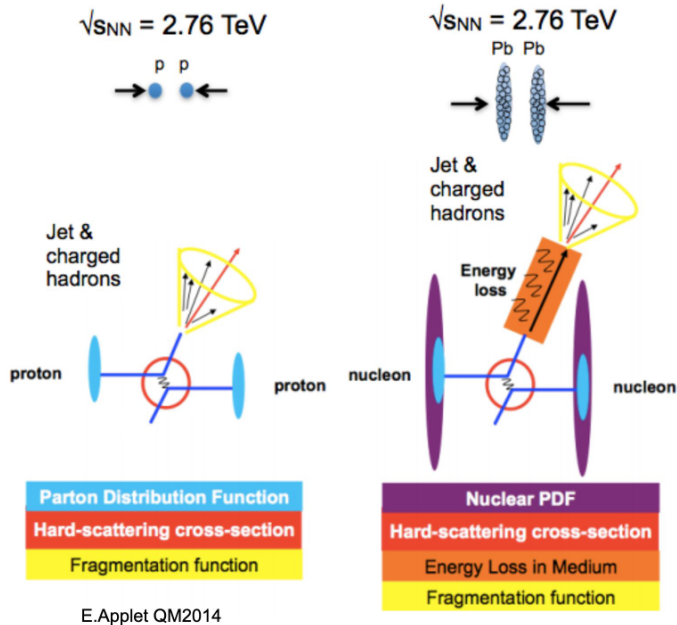 √sNN = 2.76 TeV
p p
Jet &
charged
hadrons
proton
proton
Parton Distribution Function
Hard-scattering cross-section
Fragmentation function
E.Applet QM2014
√sNN = 2.76 TeV
Pb Pb
Jet &
charged
hadrons
Energy
loss
nucleon
nucleon
Nuclear PDF
Hard-scattering cross-section
Energy Loss in Medium
Fragmentation function